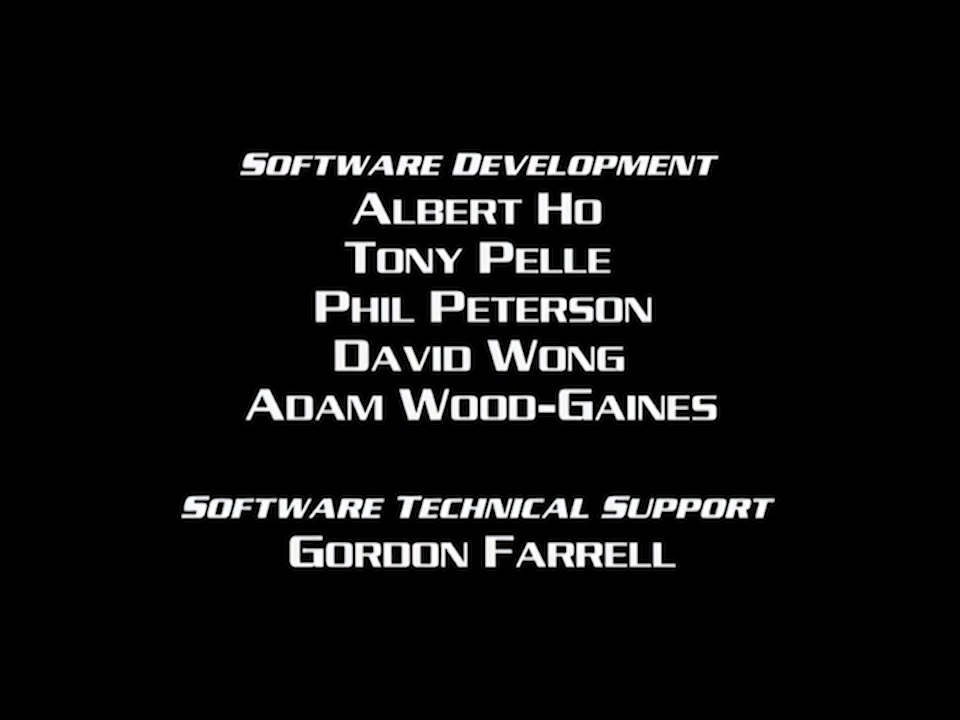 Software Development
Albert Ho
Tony Pelle
Phil Peterson
David Wong
Adam Wood-Gaines
Software Technical Support
Gordon Farrell